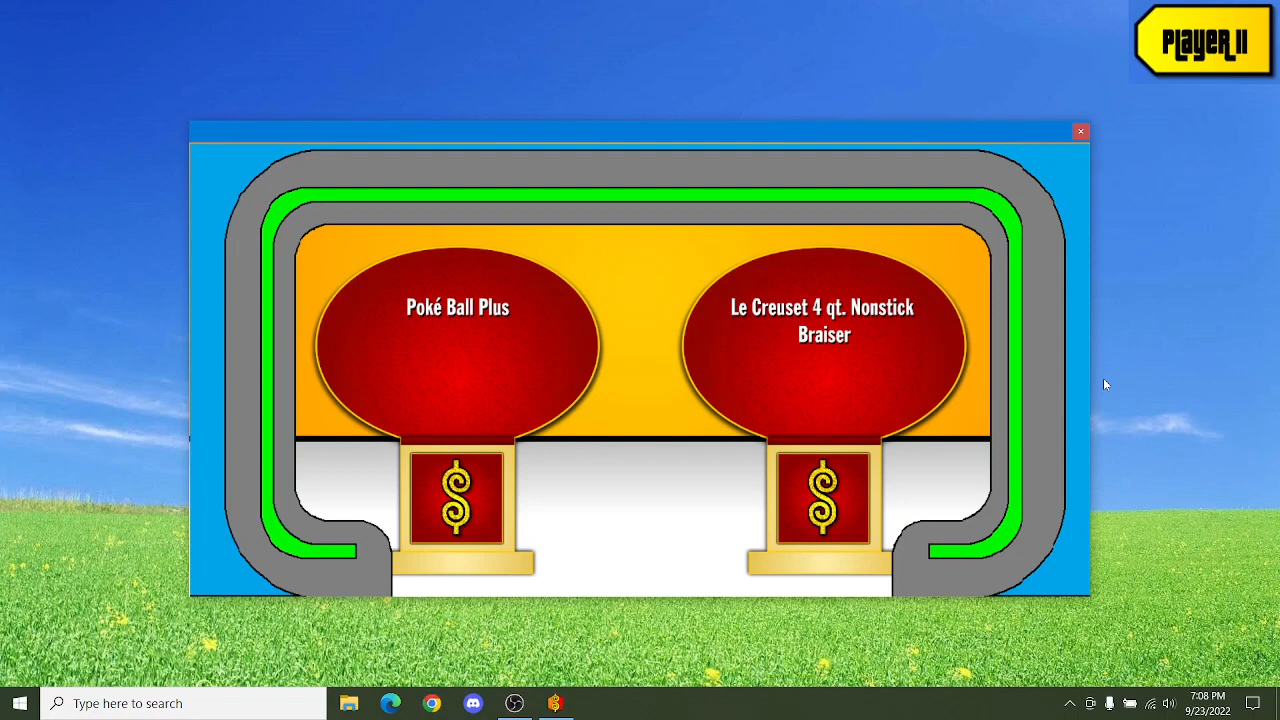 PLAYER II
Poké Ball Plus
Le Creuset 4 qt. Nonstick
Braiser
$
$
Type here to search
7:08 PM
9/23/2022